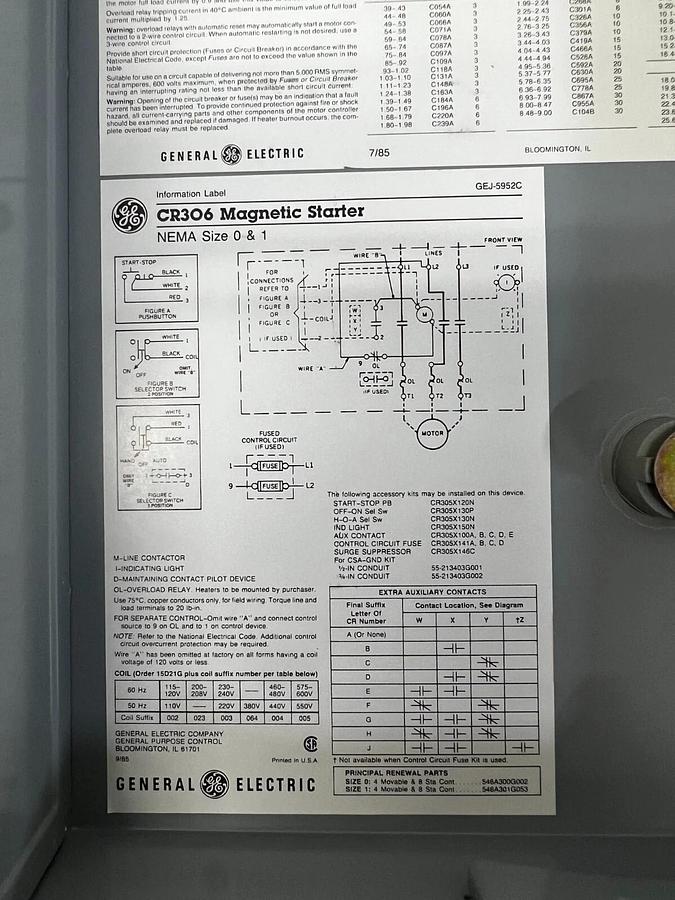 the motor full load current by 0.9 and use this
Overload relay tripping current in 40°C ambient is the minimum value of full load
current multiplied by 1.25.
Warning: overload relays with automatic reset may automatically start a motor con-
nected to a 2-wire control circuit. When automatic restarting is not desired, use a
3-wire control circuit.
Provide short circuit protection (Fuses or Circuit Breaker) in accordance with the
National Electrical Code, except Fuses are not to exceed the value shown in the
table.
Suitable for use on a circuit capable of delivering not more than 5,000 RMS symmet-
rical amperes, 600 volts maximum, when protected by Fuses or Circuit Breaker
having an interrupting rating not less than the available short circuit current.
Warning: Opening of the circuit breaker or fuse(s) may be an indication that a fault
current has been interrupted. To provide continued protection against fire or shock
hazard, all current-carrying parts and other components of the motor controller
should be examined and replaced if damaged. If heater burnout occurs, the com-
plete overload relay must be replaced.
.39-.43 C054A 3
.44-.48 C060A 3
.49-.53 C066A 3
.54-.58 C071A 3
.59-.64 C078A 3
.65-.74 C087A 3
.75-.84 C097A 3
.85-.92 C109A 3
.93-1.02 C118A 3
1.03-1.10 C131A 3
1.11-1.23 C148A 3
1.24-1.38 C163A 3
1.39-1.49 C184A 6
1.50-1.67 C196A 6
1.68-1.79 C220A 6
1.80-1.98 C239A 6
1.99-2.24 C268A 6
2.25-2.43 C301A 6
2.44-2.75 C326A 10
2.76-3.25 C356A 10
3.26-3.43 C379A 10
3.44-4.03 C419A 15
4.04-4.43 C466A 15
4.44-4.94 C526A 15
4.95-5.36 C592A 20
5.37-5.77 C630A 20
5.78-6.35 C695A 25
6.36-6.92 C778A 25
6.93-7.99 C867A 30
8.00-8.47 C955A 30
8.48-9.00 C104B 30
GENERAL GE ELECTRIC 7/85 BLOOMINGTON, IL
Information Label GEJ-5952C
GE CR306 Magnetic Starter
NEMA Size 0 & 1
FRONT VIEW
START-STOP
BLACK 1
WHITE 2
RED 3
FIGURE A
PUSHBUTTON
WHITE 1
BLACK COIL
ON OFF OMIT
WIRE "B"
FIGURE B
SELECTOR SWITCH
2 POSITION
WHITE 3
RED 1
BLACK COIL
HAND OFF AUTO
OMIT
WIRE
"B"
3
FIGURE C
SELECTOR SWITCH
3 POSITION
WIRE "B" LINES
L1 L2 L3 IF USED
I
FOR
CONNECTIONS
REFER TO
FIGURE A
FIGURE B
OR
FIGURE C
(IF USED)
1
3
COIL
2
W
X
Y
3
2
M
Z
WIRE "A" 9 OL
(IF USED)
OL OL OL
T1 T2 T3
MOTOR
FUSED
CONTROL CIRCUIT
(IF USED)
1 FUSE L1
9 FUSE L2
The following accessory kits may be installed on this device.
START-STOP PB CR305X120N
OFF-ON Sel Sw CR305X130P
H-O-A Sel Sw CR305X130N
IND LIGHT CR305X150N
AUX CONTACT CR305X100A, B, C, D, E
CONTROL CIRCUIT FUSE CR305X141A, B, C, D
SURGE SUPPRESSOR CR305X146C
For CSA-GND KIT
½-IN CONDUIT 55-213403G001
¾-IN CONDUIT 55-213403G002
M-LINE CONTACTOR
I-INDICATING LIGHT
D-MAINTAINING CONTACT PILOT DEVICE
OL-OVERLOAD RELAY. Heaters to be mounted by purchaser.
Use 75°C. copper conductors only, for field wiring. Torque line and
load terminals to 20 lb-in.
FOR SEPARATE CONTROL-Omit wire "A" and connect control
source to 9 on OL and to 1 on control device.
NOTE: Refer to the National Electrical Code. Additional control
circuit overcurrent protection may be required.
Wire "A" has been omitted at factory on all forms having a coil
voltage of 120 volts or less.
COIL (Order 15D21G plus coil suffix number per table below)
60 Hz 115-120V 200-208V 230-240V — 460-480V 575-600V
50 Hz 110V — 220V 380V 440V 550V
Coil Suffix 002 023 003 064 004 005
GENERAL ELECTRIC COMPANY
GENERAL PURPOSE CONTROL
BLOOMINGTON, IL 61701
9/85 Printed in U.S.A.
GENERAL GE ELECTRIC
EXTRA AUXILIARY CONTACTS
Final Suffix
Letter Of
CR Number
Contact Location, See Diagram
W X Y †Z
A (Or None)
B
C
D
E
F
G
H
J
† Not available when Control Circuit Fuse Kit is used.
PRINCIPAL RENEWAL PARTS
SIZE 0: 4 Movable & 8 Sta Cont. ...... 546A300G002
SIZE 1: 4 Movable & 8 Sta Cont. ...... 546A301G053